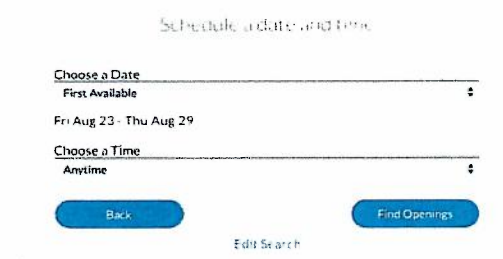 Schedule a date and time
Choose a Date
First Available
Fri Aug 23 - Thu Aug 29
Choose a Time
Anytime
Back
Find Openings
Edit Search